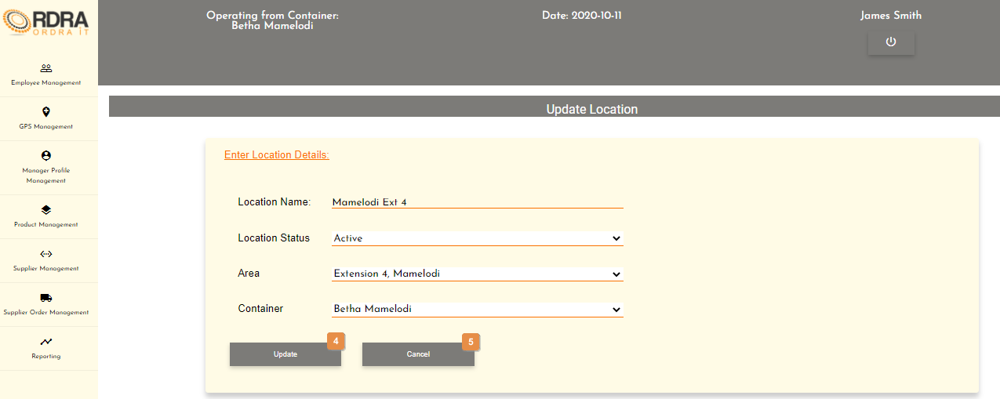 ORDRA
ORDRA IT
Operating from Container:
Betha Mamelodi
Date: 2020-10-11
James Smith
Employee Management
GPS Management
Manager Profile
Management
Product Management
Supplier Management
Supplier Order Management
Reporting
Update Location
Enter Location Details:
Location Name: Mamelodi Ext 4
Location Status Active
Area Extension 4, Mamelodi
Container Betha Mamelodi
Update 4 Cancel 5